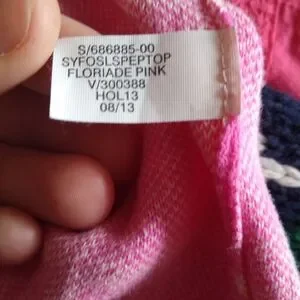 S/686885-00
SYFOSLSPEPTOP
FLORIADE PINK
V/300388
HOL13
08/13